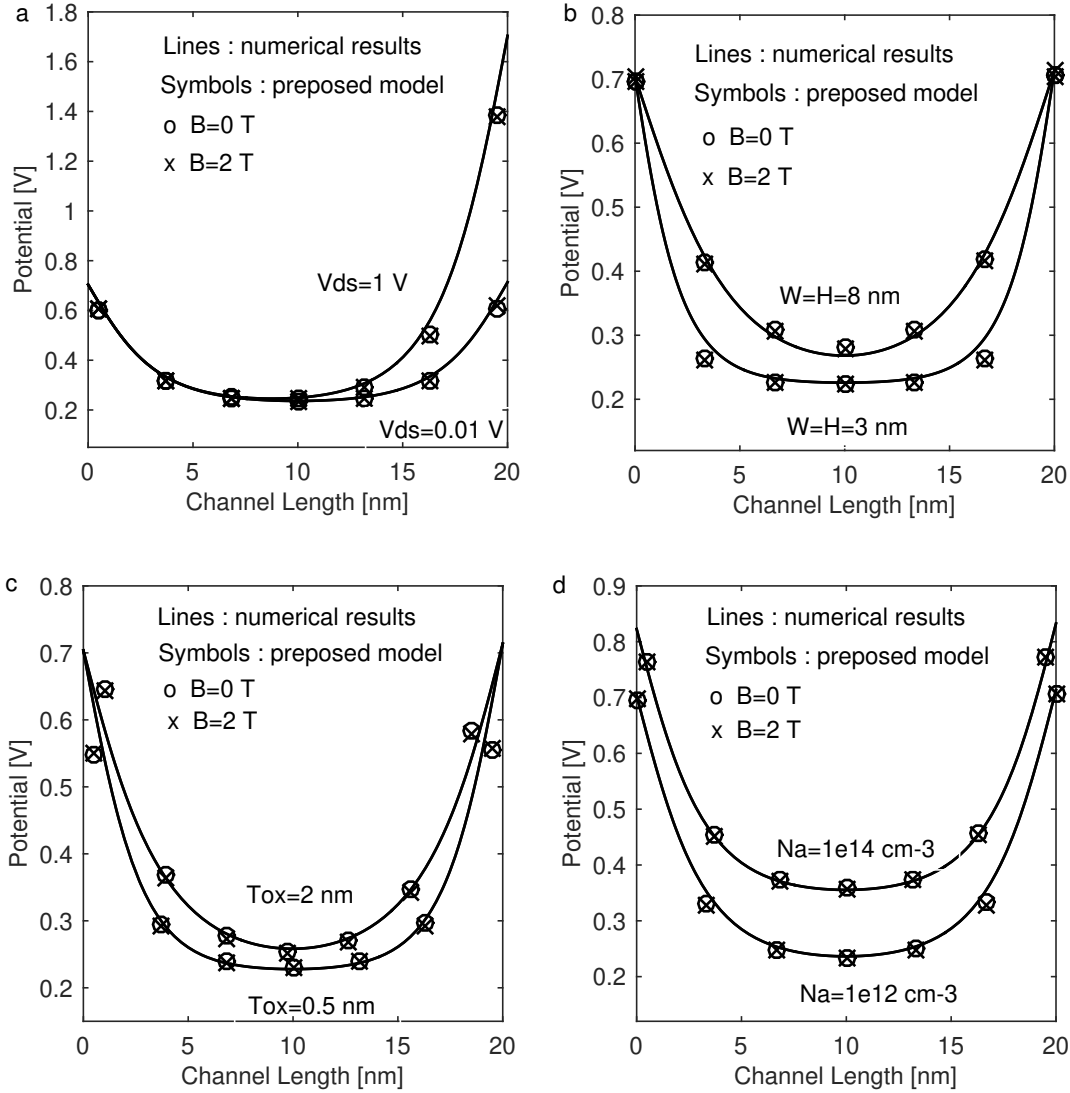 a
1.8
1.6
1.4
1.2
1
0.8
0.6
0.4
0.2
Potential [V]
Lines : numerical results
Symbols : preposed model
o B=0 T
x B=2 T
Vds=1 V
Vds=0.01 V
0 5 10 15 20
Channel Length [nm]
b
0.8
0.7
0.6
0.5
0.4
0.3
0.2
Potential [V]
Lines : numerical results
Symbols : preposed model
o B=0 T
x B=2 T
W=H=8 nm
W=H=3 nm
0 5 10 15 20
Channel Length [nm]
c
0.8
0.7
0.6
0.5
0.4
0.3
0.2
Potential [V]
Lines : numerical results
Symbols : preposed model
o B=0 T
x B=2 T
Tox=2 nm
Tox=0.5 nm
0 5 10 15 20
Channel Length [nm]
d
0.9
0.8
0.7
0.6
0.5
0.4
0.3
0.2
Potential [V]
Lines : numerical results
Symbols : preposed model
o B=0 T
x B=2 T
Na=1e14 cm-3
Na=1e12 cm-3
0 5 10 15 20
Channel Length [nm]